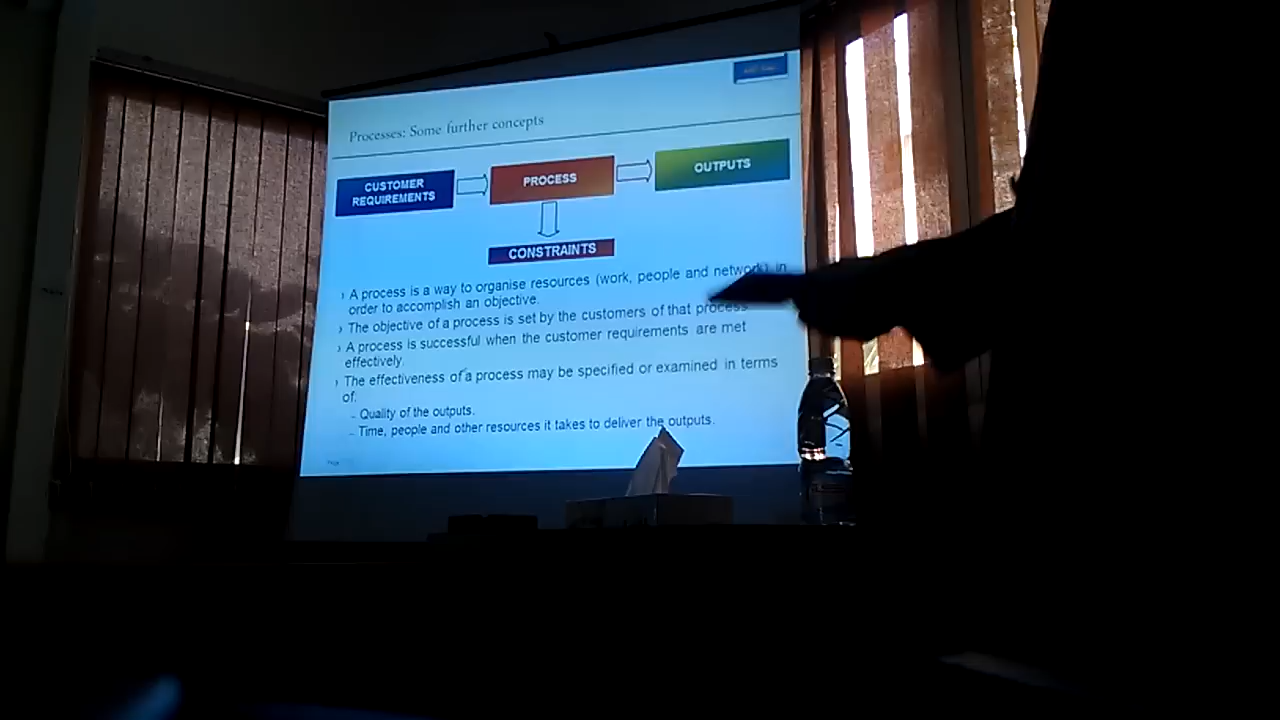 Processes: Some further concepts
CUSTOMER
REQUIREMENTS
PROCESS
OUTPUTS
CONSTRAINTS
› A process is a way to organise resources (work, people and network) in
order to accomplish an objective.
› The objective of a process is set by the customers of that process
› A process is successful when the customer requirements are met
effectively.
› The effectiveness of a process may be specified or examined in terms
of:
– Quality of the outputs.
– Time, people and other resources it takes to deliver the outputs.